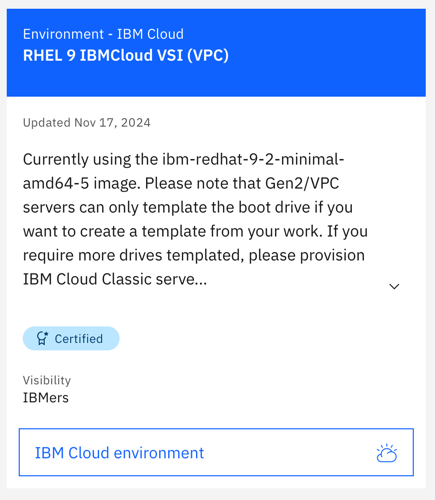 Environment - IBM Cloud
RHEL 9 IBMCloud VSI (VPC)
Updated Nov 17, 2024
Currently using the ibm-redhat-9-2-minimal-
amd64-5 image. Please note that Gen2/VPC
servers can only template the boot drive if you
want to create a template from your work. If you
require more drives templated, please provision
IBM Cloud Classic serve...
Certified
Visibility
IBMers
IBM Cloud environment